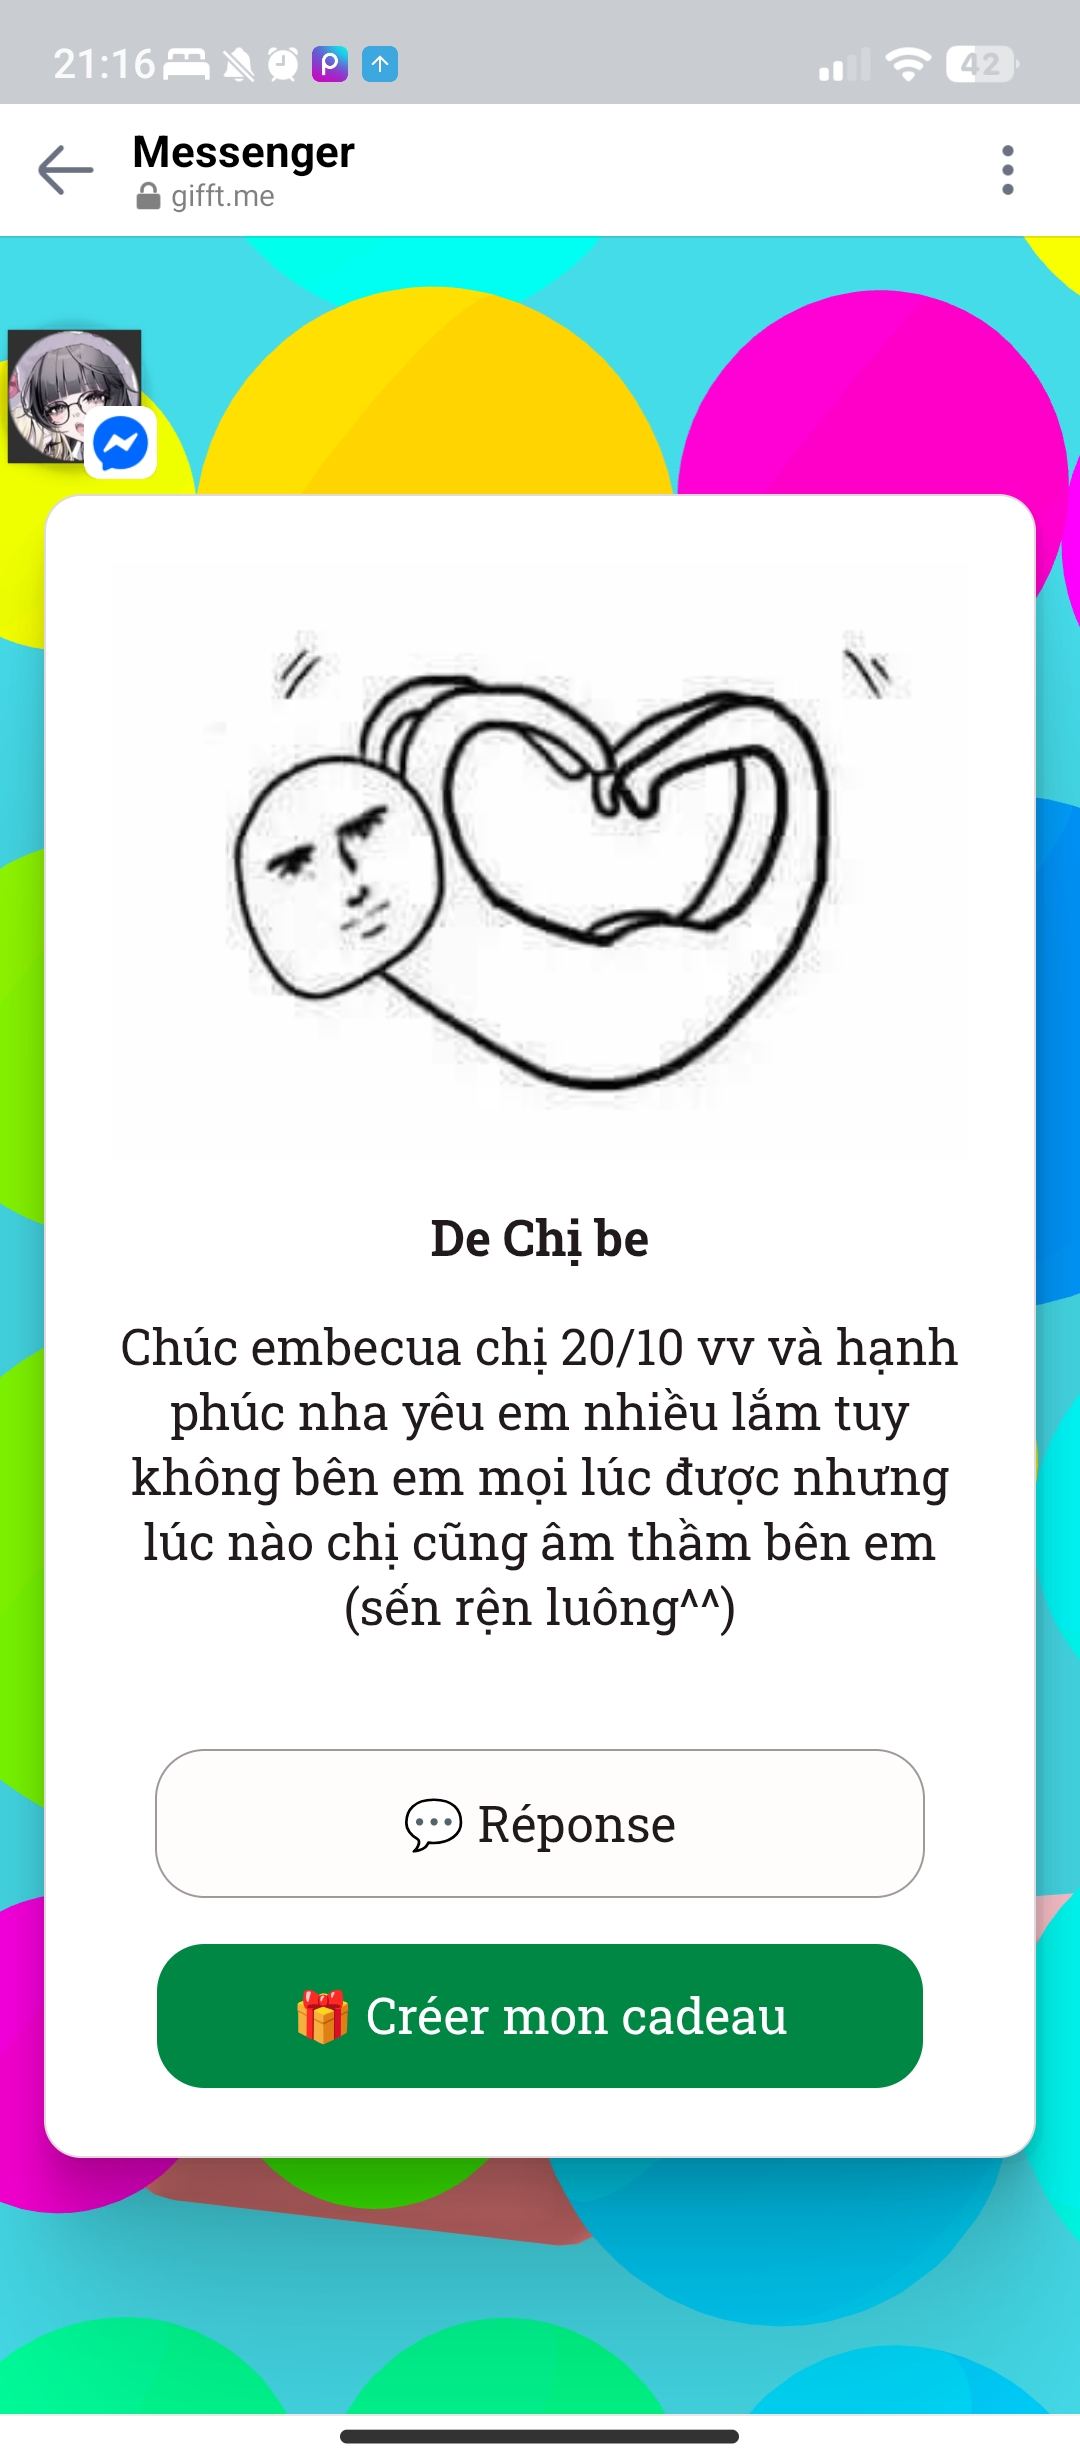 21:16
42
Messenger
gifft.me
De Chị be
Chúc embecua chị 20/10 vv và hạnh
phúc nha yêu em nhiều lắm tuy
không bên em mọi lúc được nhưng
lúc nào chị cũng âm thầm bên em
(sến rện luông^^)
💬 Réponse
🎁 Créer mon cadeau